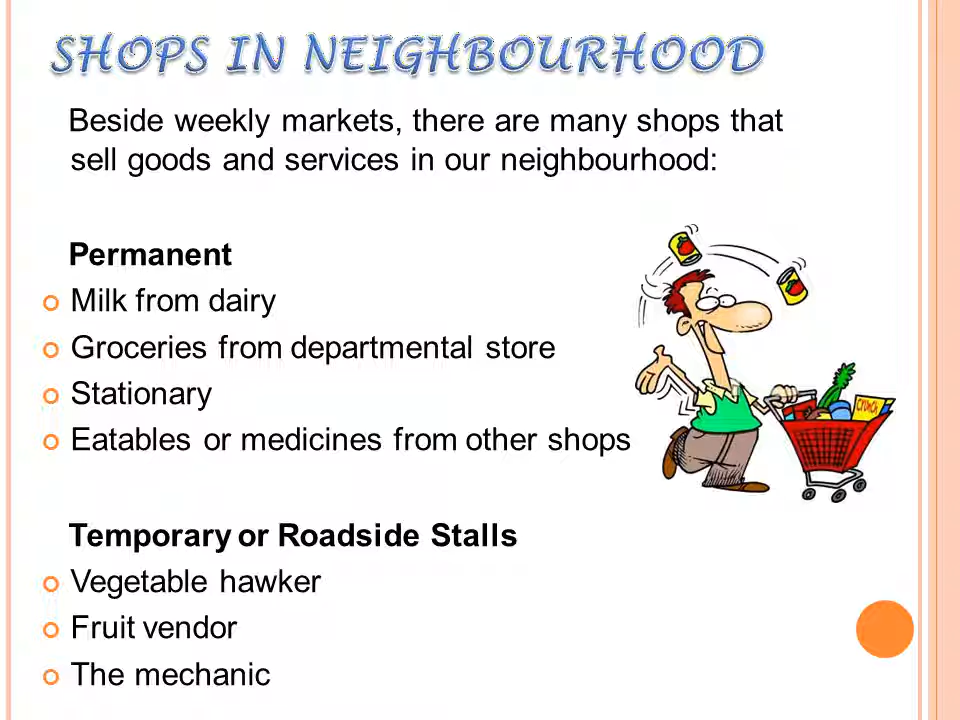 SHOPS IN NEIGHBOURHOOD
Beside weekly markets, there are many shops that
sell goods and services in our neighbourhood:
Permanent
Milk from dairy
Groceries from departmental store
Stationary
Eatables or medicines from other shops
CRUNCH
Temporary or Roadside Stalls
Vegetable hawker
Fruit vendor
The mechanic